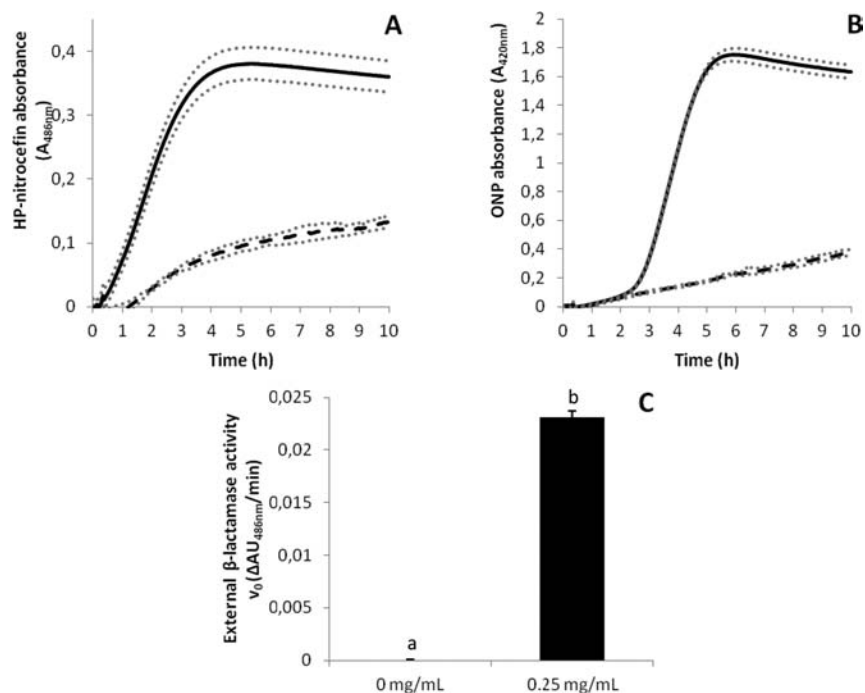 A
HP-nitrocefin absorbance
(A486nm)
0,4
0,3
0,2
0,1
0
0 1 2 3 4 5 6 7 8 9 10
Time (h)
B
ONP absorbance (A420nm)
2
1,8
1,6
1,4
1,2
1
0,8
0,6
0,4
0,2
0
0 1 2 3 4 5 6 7 8 9 10
Time (h)
C
External β-lactamase activity
v0 (ΔAU486nm/min)
0,025
0,02
0,015
0,01
0,005
0
a
b
0 mg/mL 0.25 mg/mL